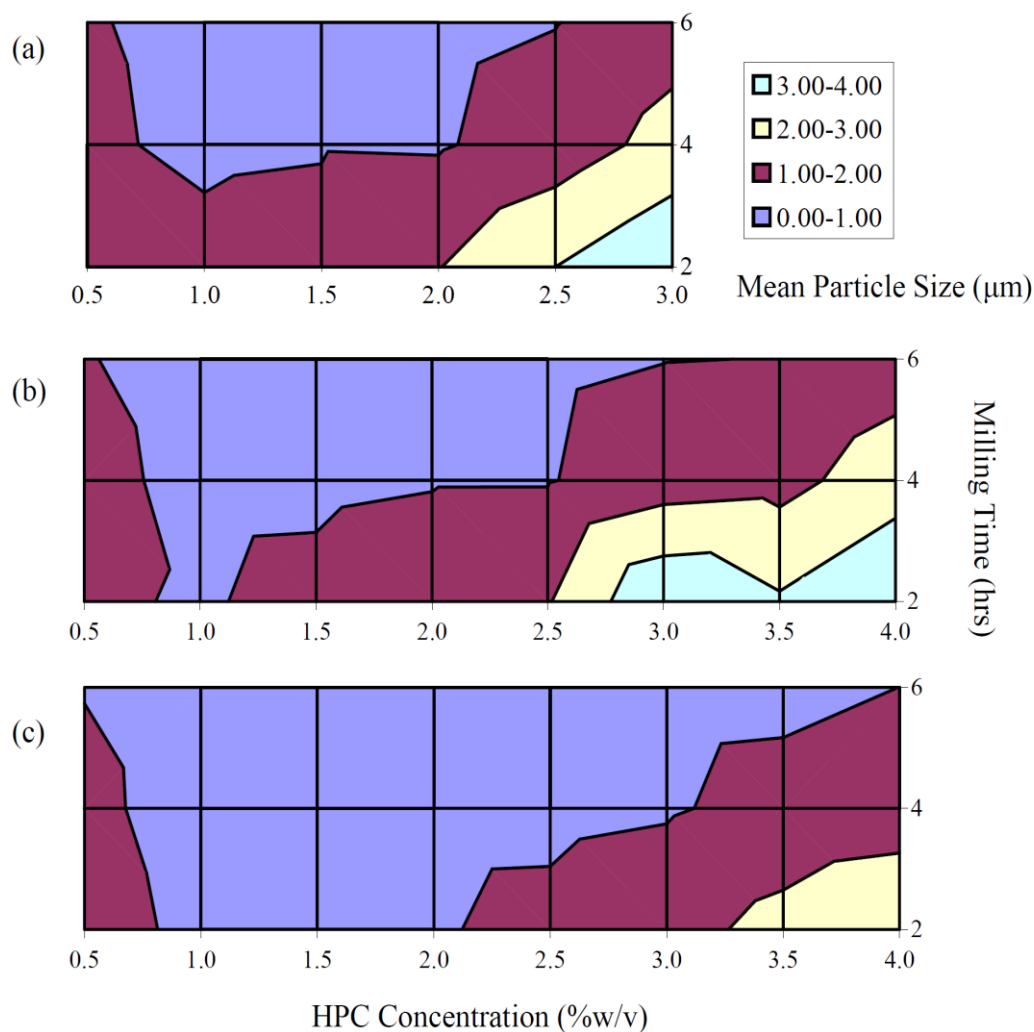 (a)
6
4
2
0.5 1.0 1.5 2.0 2.5 3.0
3.00-4.00
2.00-3.00
1.00-2.00
0.00-1.00
Mean Particle Size (μm)
(b)
6
4
2
0.5 1.0 1.5 2.0 2.5 3.0 3.5 4.0
Milling Time (hrs)
(c)
6
4
2
0.5 1.0 1.5 2.0 2.5 3.0 3.5 4.0
HPC Concentration (%w/v)